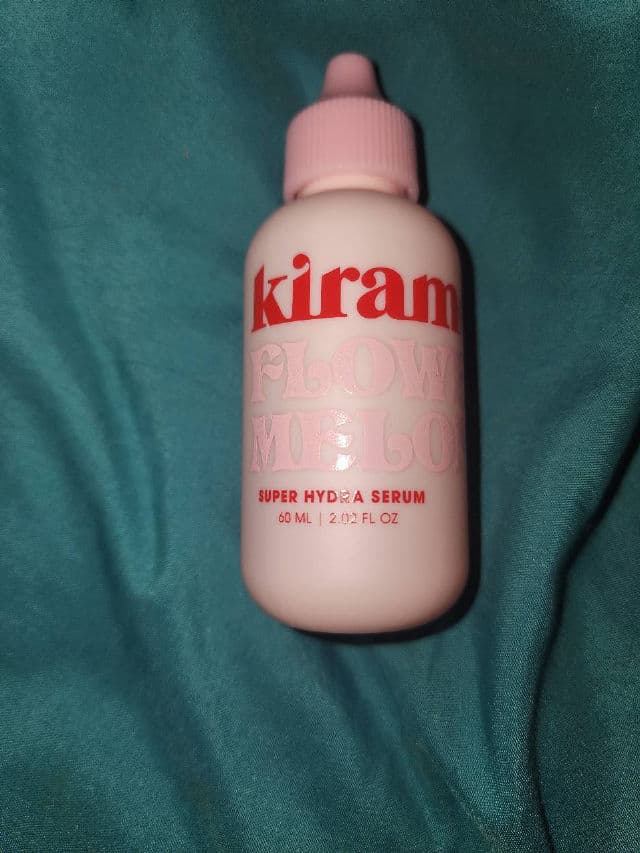 kiram
FLOW
MELO
SUPER HYDRA SERUM
60 ML | 2.02 FL OZ